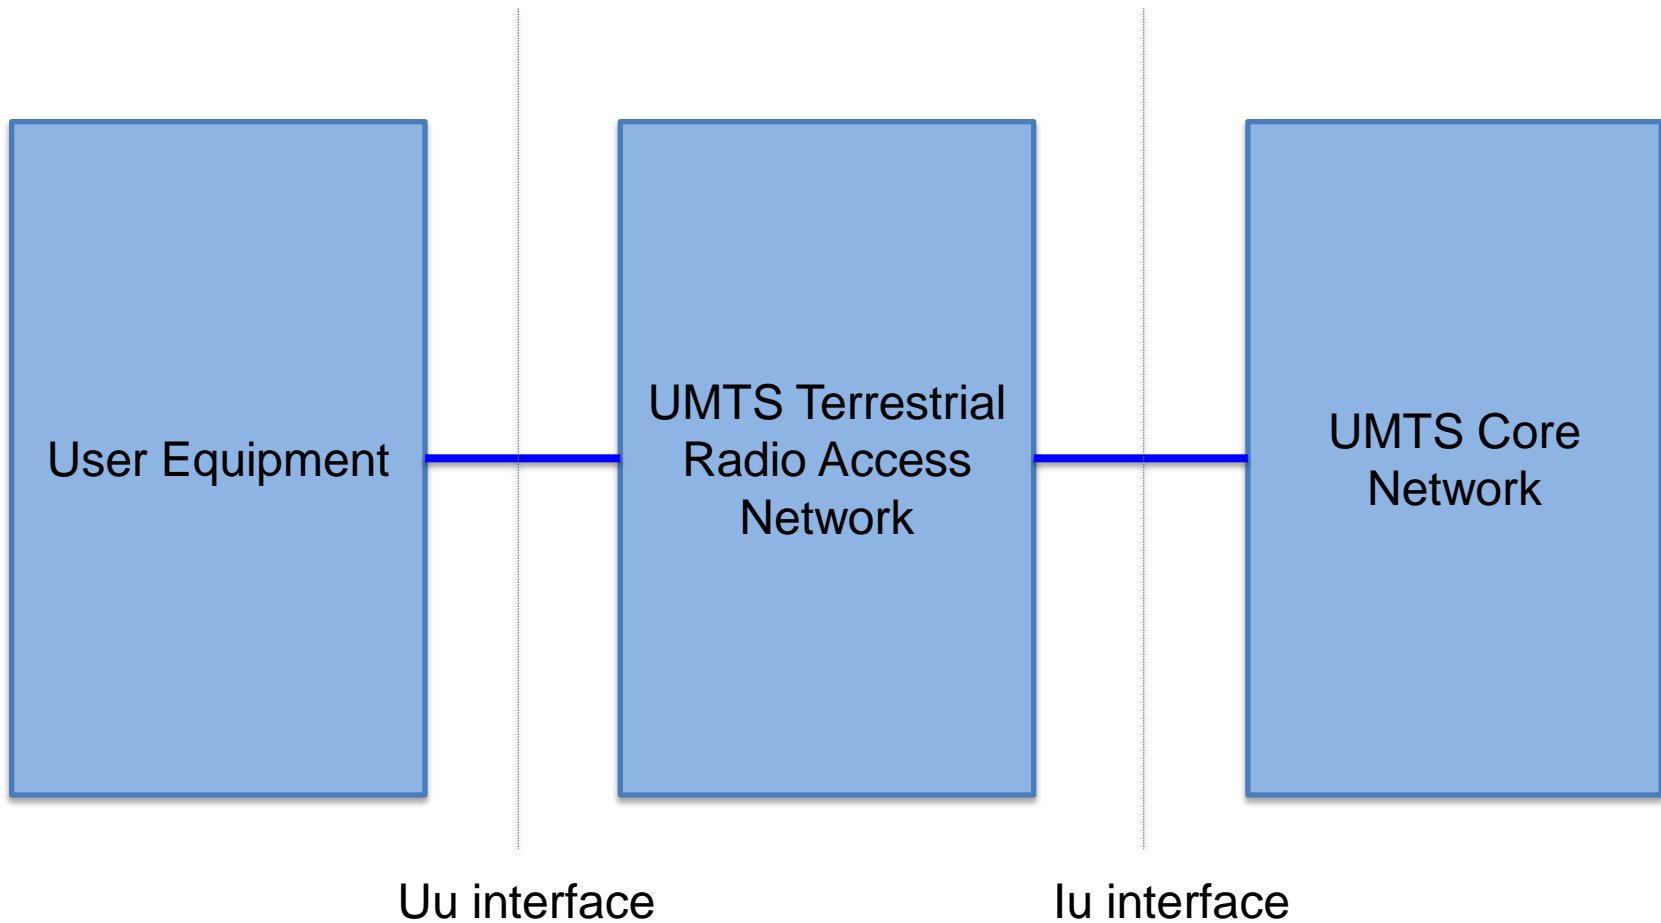 User Equipment
UMTS Terrestrial
Radio Access
Network
UMTS Core
Network
Uu interface
Iu interface